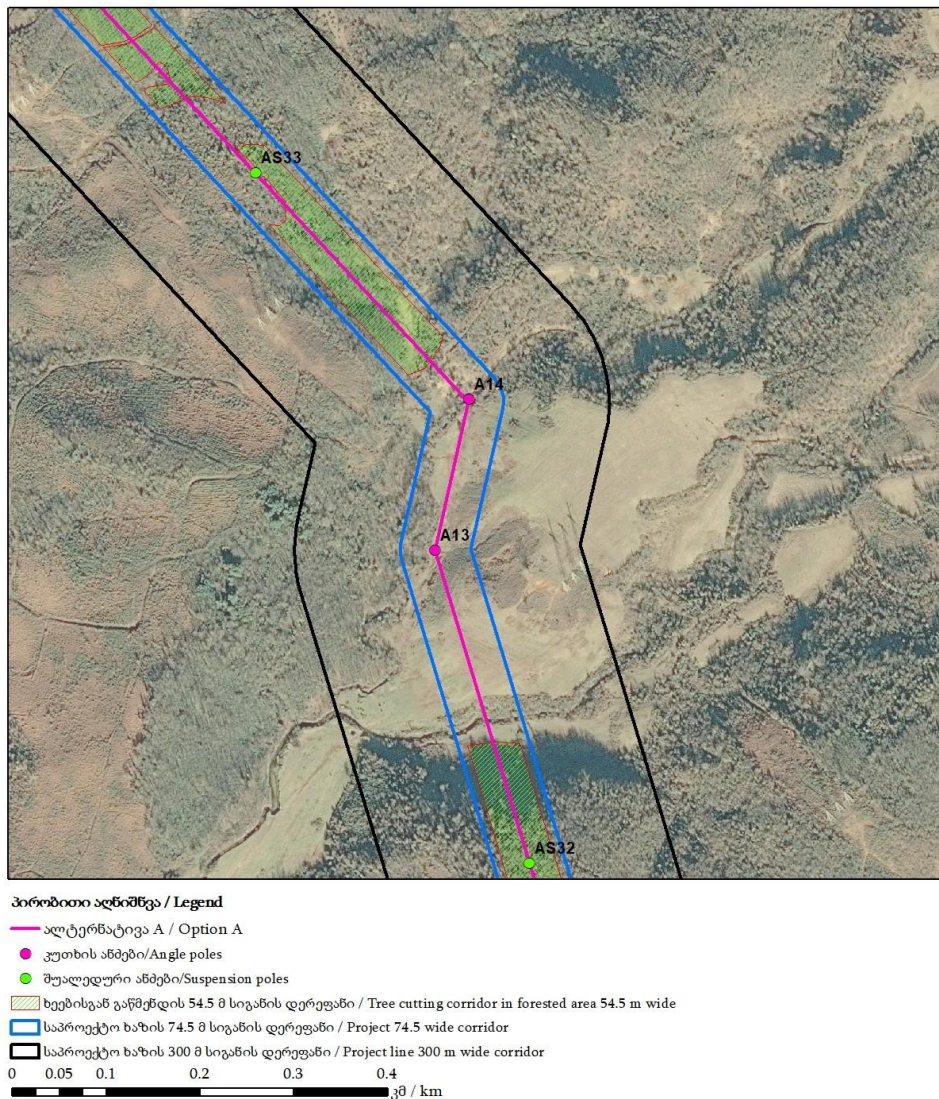 AS33
A14
A13
AS32
პირობითი აღნიშნვა / Legend
ალტერნატივა A / Option A
კუთხის ანძები/Angle poles
შუალედური ანძები/Suspension poles
ხეებისგან გაწმენდის 54.5 მ სიგანის დერეფანი / Tree cutting corridor in forested area 54.5 m wide
საპროექტო ხაზის 74.5 მ სიგანის დერეფანი / Project 74.5 wide corridor
საპროექტო ხაზის 300 მ სიგანის დერეფანი / Project line 300 m wide corridor
0 0.05 0.1 0.2 0.3 0.4
კმ / km